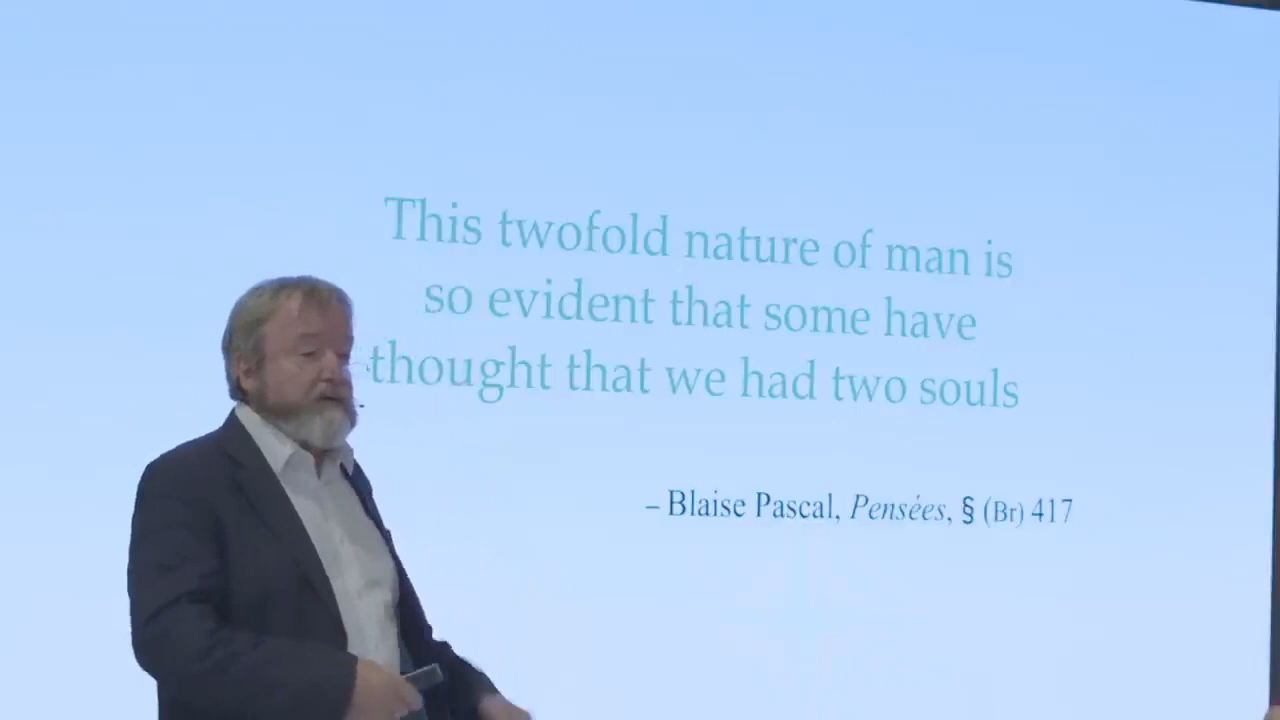 This twofold nature of man is
so evident that some have
thought that we had two souls
– Blaise Pascal, Pensées, § (Br) 417